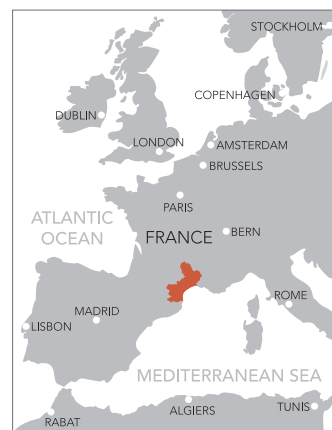 STOCKHOLM
COPENHAGEN
DUBLIN
LONDON
AMSTERDAM
BRUSSELS
PARIS
ATLANTIC
OCEAN
FRANCE
BERN
ROME
MADRID
LISBON
MEDITERRANEAN SEA
RABAT
ALGIERS
TUNIS